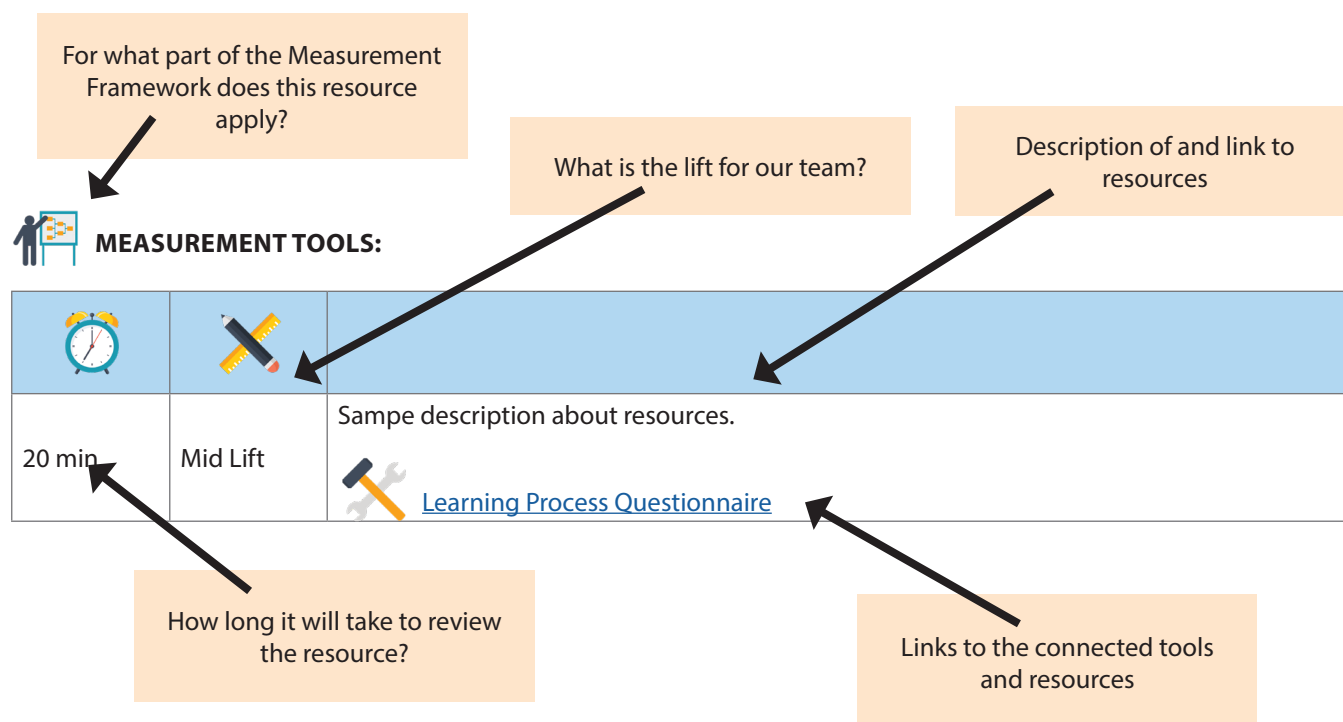 For what part of the Measurement
Framework does this resource
apply?
What is the lift for our team?
Description of and link to
resources
MEASUREMENT TOOLS:
Sampe description about resources.
20 min
Mid Lift
Learning Process Questionnaire
How long it will take to review
the resource?
Links to the connected tools
and resources